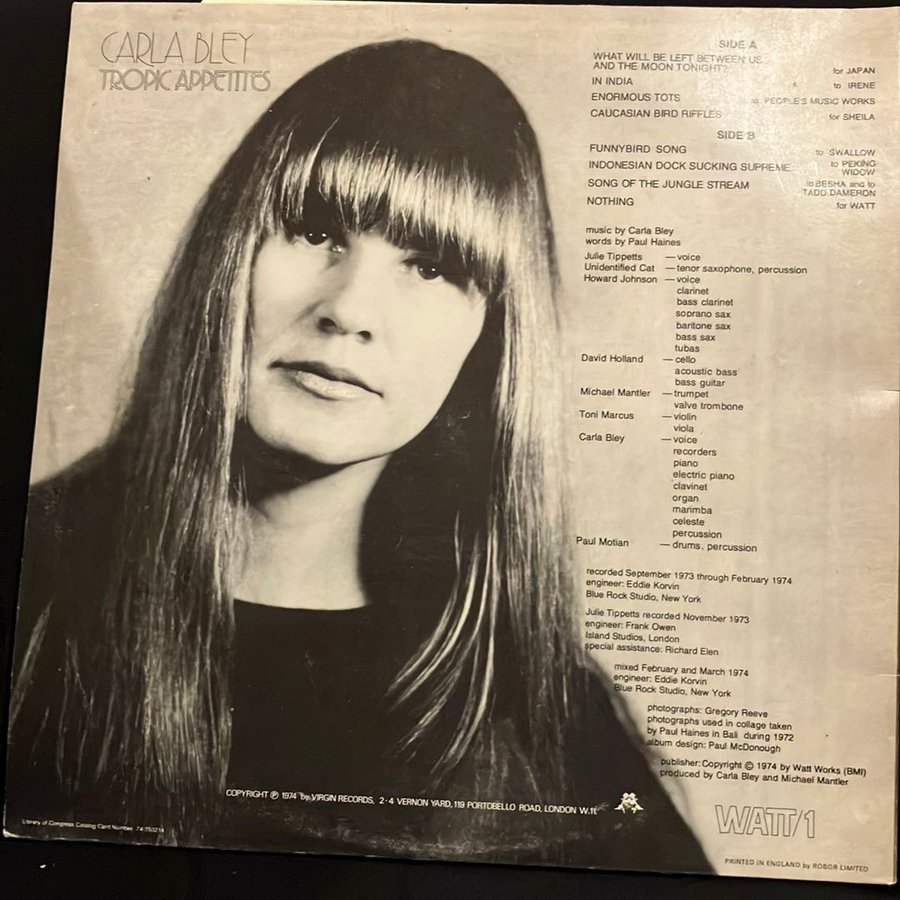 CARLA BLEY
TROPIC APPETITES
SIDE A
WHAT WILL BE LEFT BETWEEN US
AND THE MOON TONIGHT? for JAPAN
IN INDIA to IRENE
ENORMOUS TOTS to PEOPLE'S MUSIC WORKS
CAUCASIAN BIRD RIFFLES for SHEILA
SIDE B
FUNNYBIRD SONG to SWALLOW
INDONESIAN DOCK SUCKING SUPREME to PEKING
WIDOW
SONG OF THE JUNGLE STREAM to BESHA and to
TADD DAMERON
NOTHING for WATT
music by Carla Bley
words by Paul Haines
Julie Tippetts — voice
Unidentified Cat — tenor saxophone, percussion
Howard Johnson — voice
clarinet
bass clarinet
soprano sax
baritone sax
bass sax
tubas
David Holland — cello
acoustic bass
bass guitar
Michael Mantler — trumpet
valve trombone
Toni Marcus — violin
viola
Carla Bley — voice
recorders
piano
electric piano
clavinet
organ
marimba
celeste
percussion
Paul Motian — drums, percussion
recorded September 1973 through February 1974
engineer: Eddie Korvin
Blue Rock Studio, New York
Julie Tippetts recorded November 1973
engineer: Frank Owen
Island Studios, London
special assistance: Richard Elen
mixed February and March 1974
engineer: Eddie Korvin
Blue Rock Studio, New York
photographs: Gregory Reeve
photographs used in collage taken
by Paul Haines in Bali during 1972
album design: Paul McDonough
publisher: Copyright © 1974 by Watt Works (BMI)
produced by Carla Bley and Michael Mantler
COPYRIGHT ℗ 1974 by VIRGIN RECORDS, 2-4 VERNON YARD, 119 PORTOBELLO ROAD, LONDON W.11.
WATT/1
Library of Congress Catalog Card Number
PRINTED IN ENGLAND by ROBOR LIMITED